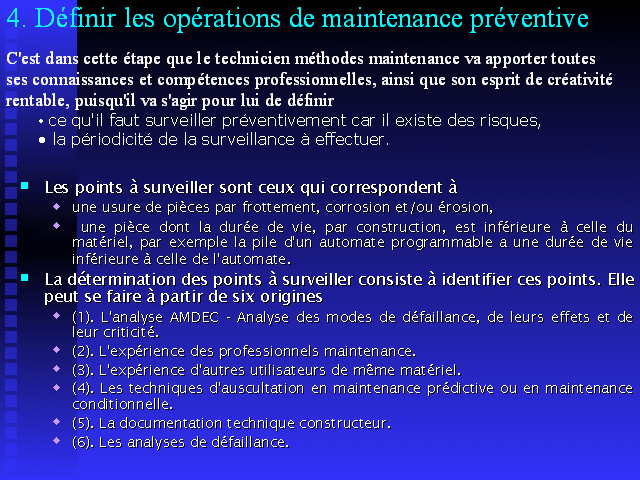 4. Définir les opérations de maintenance préventive
C'est dans cette étape que le technicien méthodes maintenance va apporter toutes
ses connaissances et compétences professionnelles, ainsi que son esprit de créativité
rentable, puisqu'il va s'agir pour lui de définir
• ce qu'il faut surveiller préventivement car il existe des risques,
• la périodicité de la surveillance à effectuer.
Les points à surveiller sont ceux qui correspondent à
une usure de pièces par frottement, corrosion et/ou érosion,
une pièce dont la durée de vie, par construction, est inférieure à celle du
matériel, par exemple la pile d'un automate programmable a une durée de vie
inférieure à celle de l'automate.
La détermination des points à surveiller consiste à identifier ces points. Elle
peut se faire à partir de six origines
(1). L'analyse AMDEC - Analyse des modes de défaillance, de leurs effets et de
leur criticité.
(2). L'expérience des professionnels maintenance.
(3). L'expérience d'autres utilisateurs de même matériel.
(4). Les techniques d'auscultation en maintenance prédictive ou en maintenance
conditionnelle.
(5). La documentation technique constructeur.
(6). Les analyses de défaillance.